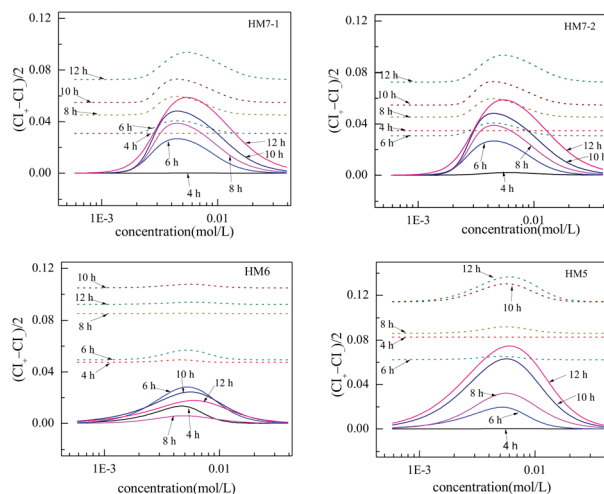 HM7-1
0.12
0.08
0.04
0.00
(CI₊–CI₋)/2
12 h
10 h
8 h
6 h
4 h
6 h
4 h
8 h
10 h
12 h
1E-3
0.01
concentration(mol/L)
HM7-2
0.12
0.08
0.04
0.00
(CI₊–CI₋)/2
12 h
10 h
8 h
4 h
6 h
6 h
4 h
8 h
10 h
12 h
1E-3
0.01
concentration(mol/L)
HM6
0.12
0.08
0.04
0.00
(CI₊–CI₋)/2
10 h
12 h
8 h
6 h
4 h
6 h
10 h
12 h
8 h
4 h
1E-3
0.01
concentration(mol/L)
HM5
0.15
0.10
0.05
0.00
(CI₊–CI₋)/2
12 h
10 h
8 h
4 h
6 h
12 h
10 h
8 h
6 h
4 h
1E-3
0.01
concentration(mol/L)